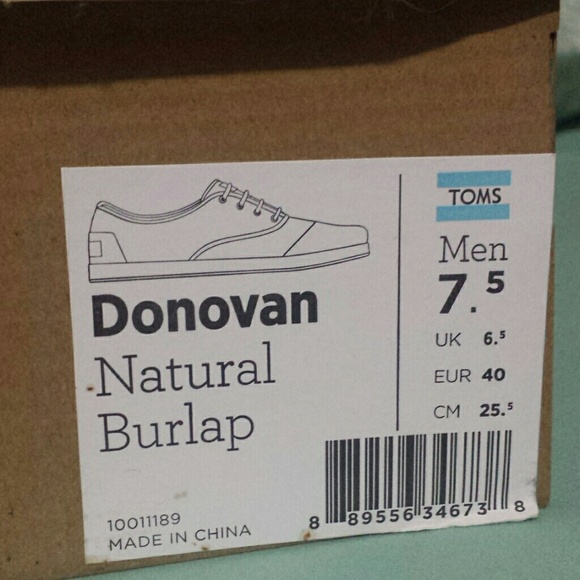 Donovan
Natural
Burlap
10011189
MADE IN CHINA
TOMS
Men
7.5
UK 6.5
EUR 40
CM 25.5
8 89556 34673 8